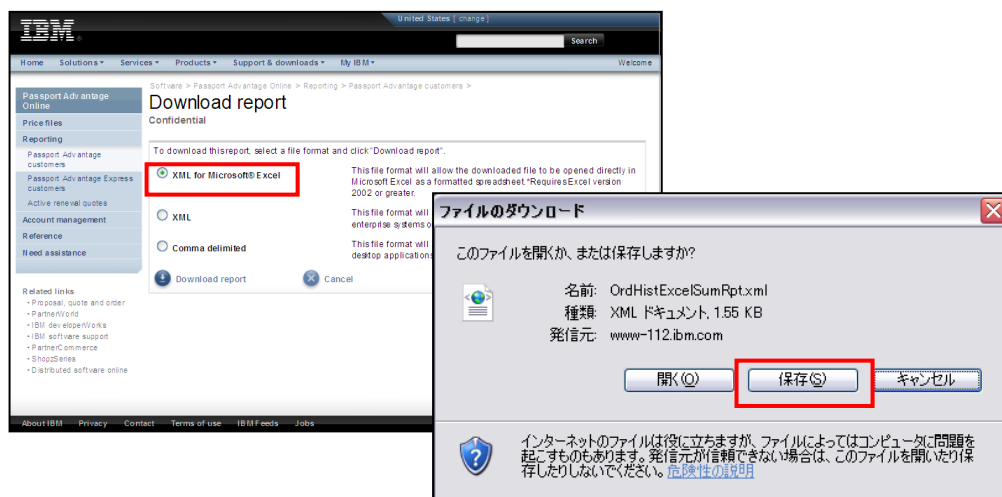 United States [ change ]
IBM
Search
Home Solutions Services Products Support & downloads My IBM Welcome
Software > Passport Advantage Online > Reporting > Passport Advantage customers >
Passport Advantage
Online
Price files
Reporting
Passport Advantage
customers
Passport Advantage Express
customers
Active renewal quotes
Account management
Reference
Need assistance
Related links
• Proposal, quote and order
• PartnerWorld
• IBM developerWorks
• IBM software support
• PartnerCommerce
• ShopzSeries
• Distributed software online
Download report
Confidential
To download this report, select a file format and click "Download report".
XML for Microsoft® Excel
This file format will allow the downloaded file to be opened directly in
Microsoft Excel as a formatted spreadsheet.*Requires Excel version
2002 or greater.
XML
This file format will
enterprise systems o
Comma delimited
This file format will
desktop applications
Download report
Cancel
About IBM Privacy Contact Terms of use IBM Feeds Jobs
ファイルのダウンロード
このファイルを開くか、または保存しますか?
名前: OrdHistExcelSumRpt.xml
種類: XML ドキュメント, 1.55 KB
発信元: www-112.ibm.com
開く(O)
保存(S)
キャンセル
インターネットのファイルは役に立ちますが、ファイルによってはコンピュータに問題を
起こすものもあります。発信元が信頼できない場合は、このファイルを開いたり保
存したりしないでください。危険性の説明